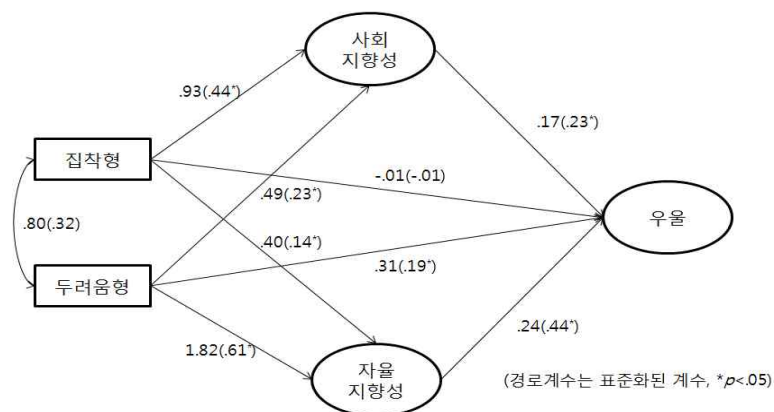 사회
지향성
.93(.44*)
.17(.23*)
집착형
-.01(-.01)
.49(.23*)
.80(.32)
.40(.14*)
우울
.31(.19*)
두려움형
.24(.44*)
1.82(.61*)
자율
지향성
(경로계수는 표준화된 계수, *p<.05)